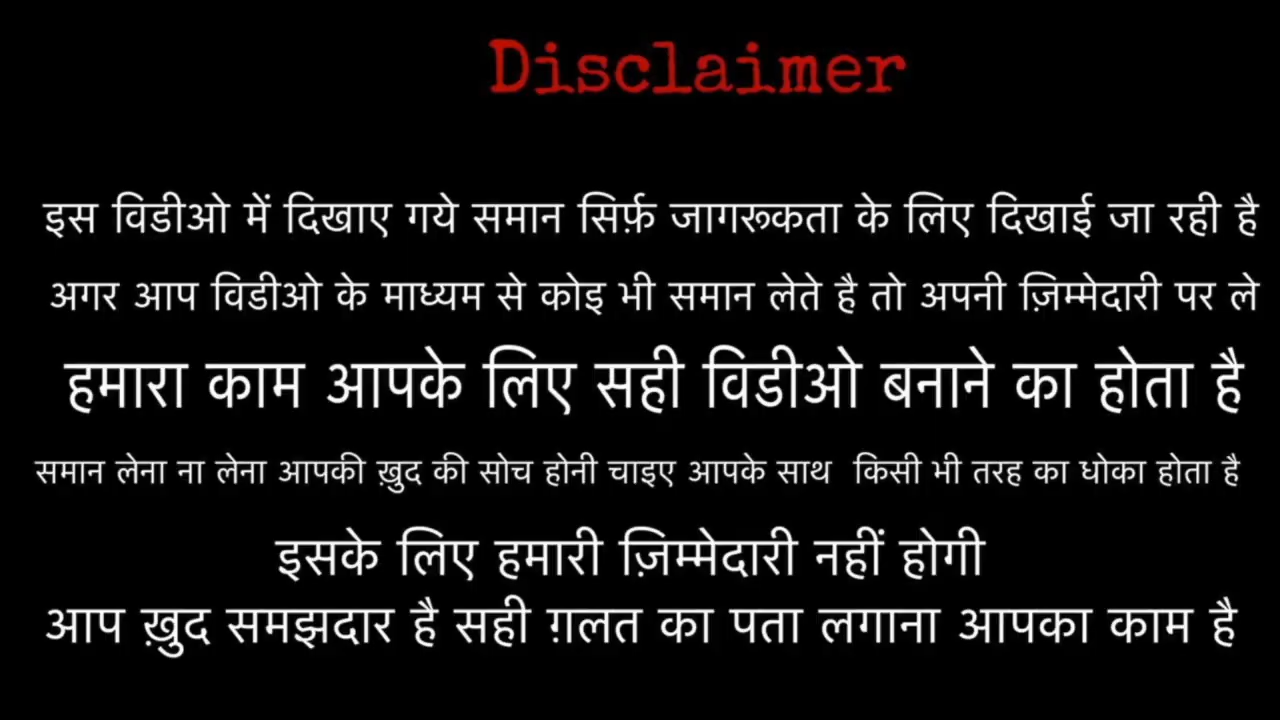 Disclaimer
इस विडीओ में दिखाए गये समान सिर्फ़ जागरूकता के लिए दिखाई जा रही है
अगर आप विडीओ के माध्यम से कोइ भी समान लेते है तो अपनी ज़िम्मेदारी पर ले
हमारा काम आपके लिए सही विडीओ बनाने का होता है
समान लेना ना लेना आपकी ख़ुद की सोच होनी चाइए आपके साथ किसी भी तरह का धोका होता है
इसके लिए हमारी ज़िम्मेदारी नहीं होगी
आप ख़ुद समझदार है सही ग़लत का पता लगाना आपका काम है